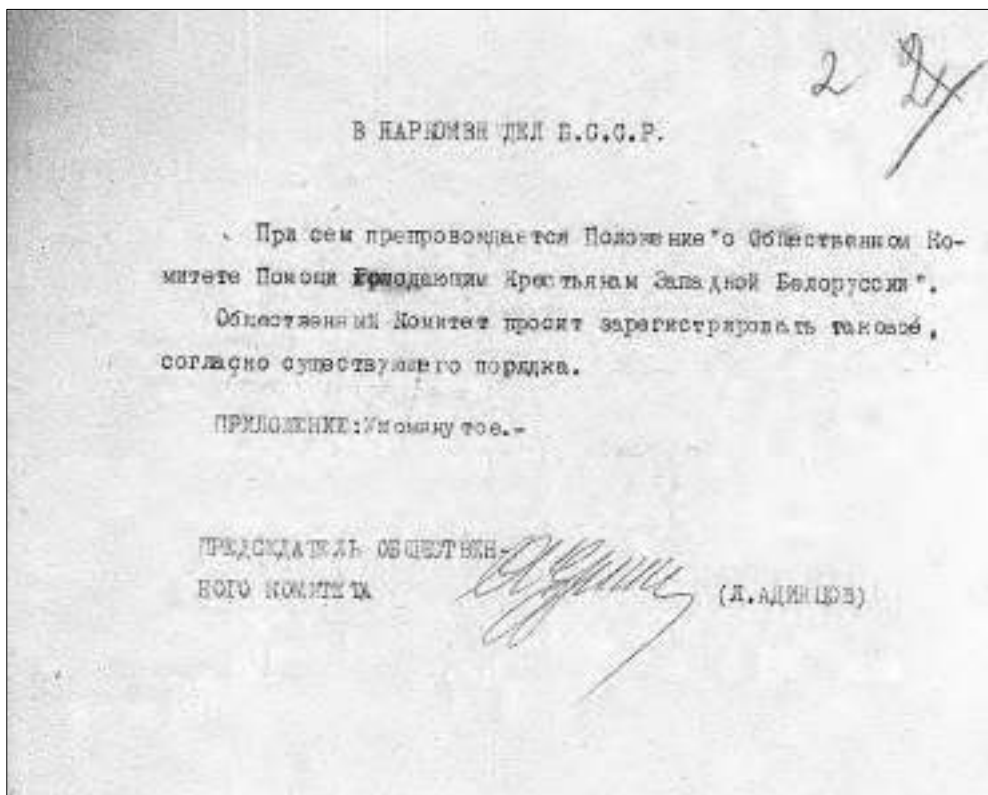 2 24
В НАРКОМВН ДЕЛ Б.С.С.Р.
При сем препровождается Положение "о Общественном Ко-
митете Помощи Голодающим Крестьянам Западной Белоруссии".
Общественный Комитет просит зарегистрировать таковое,
согласно существующего порядка.
ПРИЛОЖЕНИЕ:Упомянутое.-
ПРЕДСЕДАТЕЛЬ ОБЩЕСТВЕН-
НОГО КОМИТЕТА (Л.АДИНЦОВ)